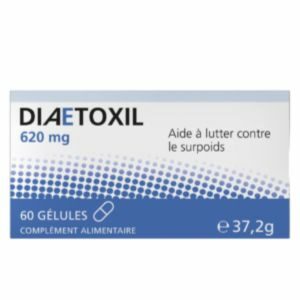 DIAETOXIL
620 mg
Aide à lutter contre
le surpoids
60 GÉLULES
COMPLÉMENT ALIMENTAIRE
℮37,2g